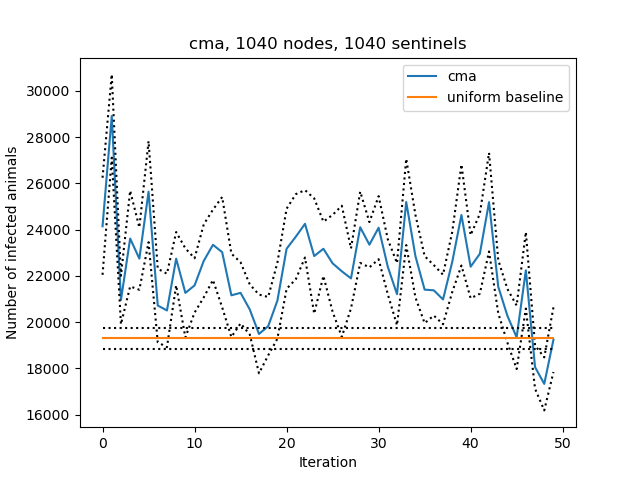 cma, 1040 nodes, 1040 sentinels
cma
uniform baseline
30000
28000
26000
24000
22000
20000
18000
16000
Number of infected animals
0
10
20
30
40
50
Iteration